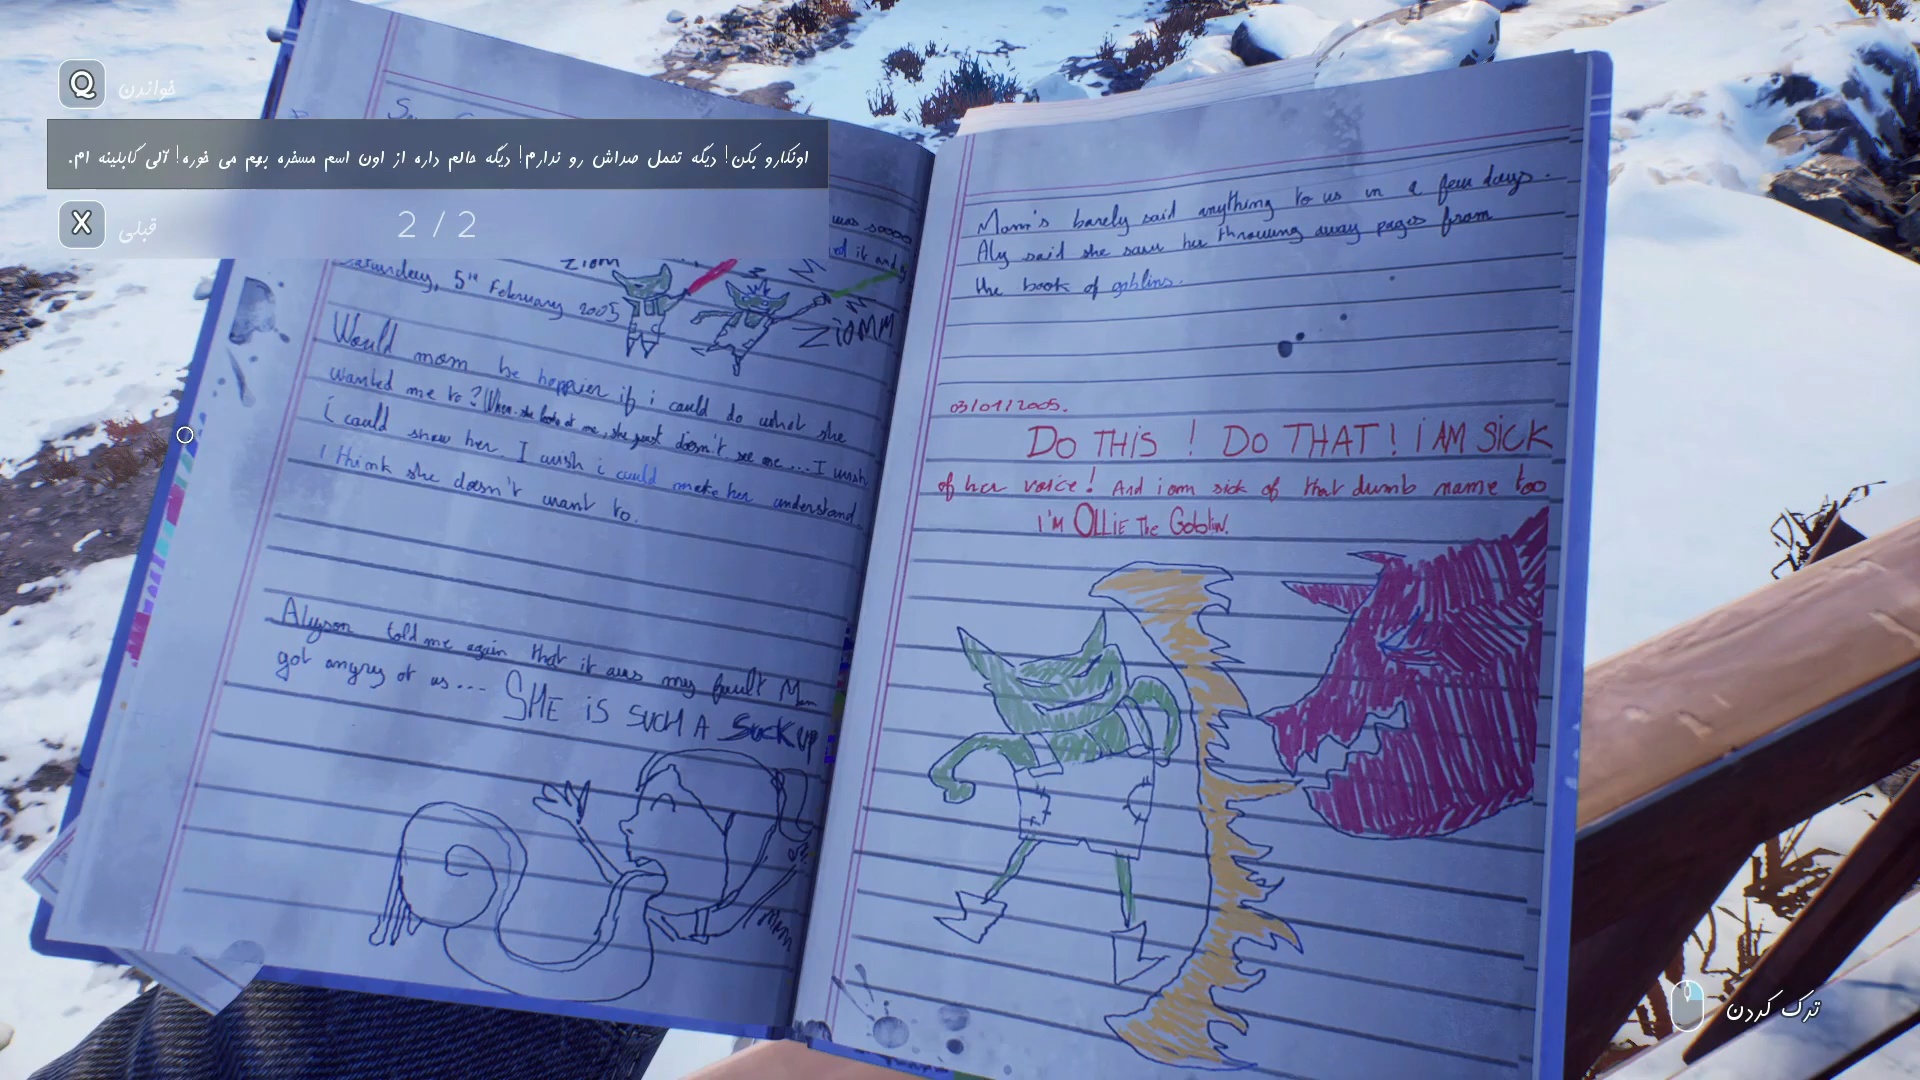 Q خواندن
اونکارو بکن! دیگه تحمل صداش رو ندارم! دیگه حالم داره از اون اسم مسخره بهم می خوره! آلی گابلینه ام.
X قبلی
2 / 2
was soooo
ed it and
Saturday, 5th February 2005
ZIOMM
Would mom be happier if i could do what she
wanted me to? When she looks at me, she just doesn't see me... I wish
i could show her. I wish i could make her understand.
I think she doesn't want to.
Alyson told me again that it was my fault Mom
got angry at us...
SHE iS SUCH A SUCK UP
Mom
Mom's barely said anything to us in a few days.
Aly said she saw her throwing away pages from
the book of goblins.
03/01/2005.
DO THIS! DO THAT! i AM SiCK
of her voice! And i am sick of that dumb name too
I'M OLLiE THE GobliN.
ترک کردن